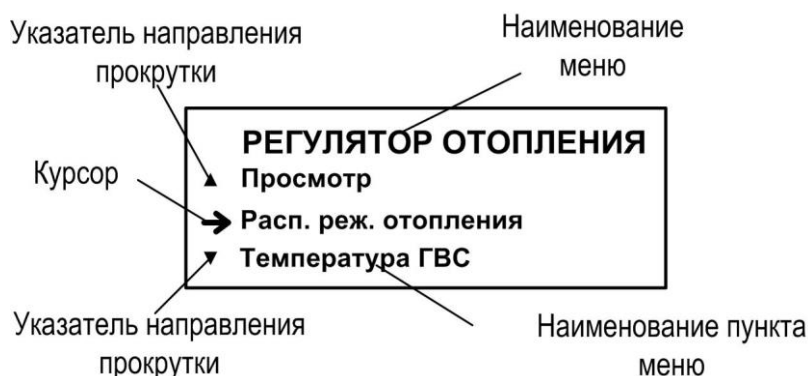 Указатель направления
прокрутки
Наименование
меню
РЕГУЛЯТОР ОТОПЛЕНИЯ
Просмотр
Курсор
Расп. реж. отопления
Температура ГВС
Указатель направления
прокрутки
Наименование пункта
меню